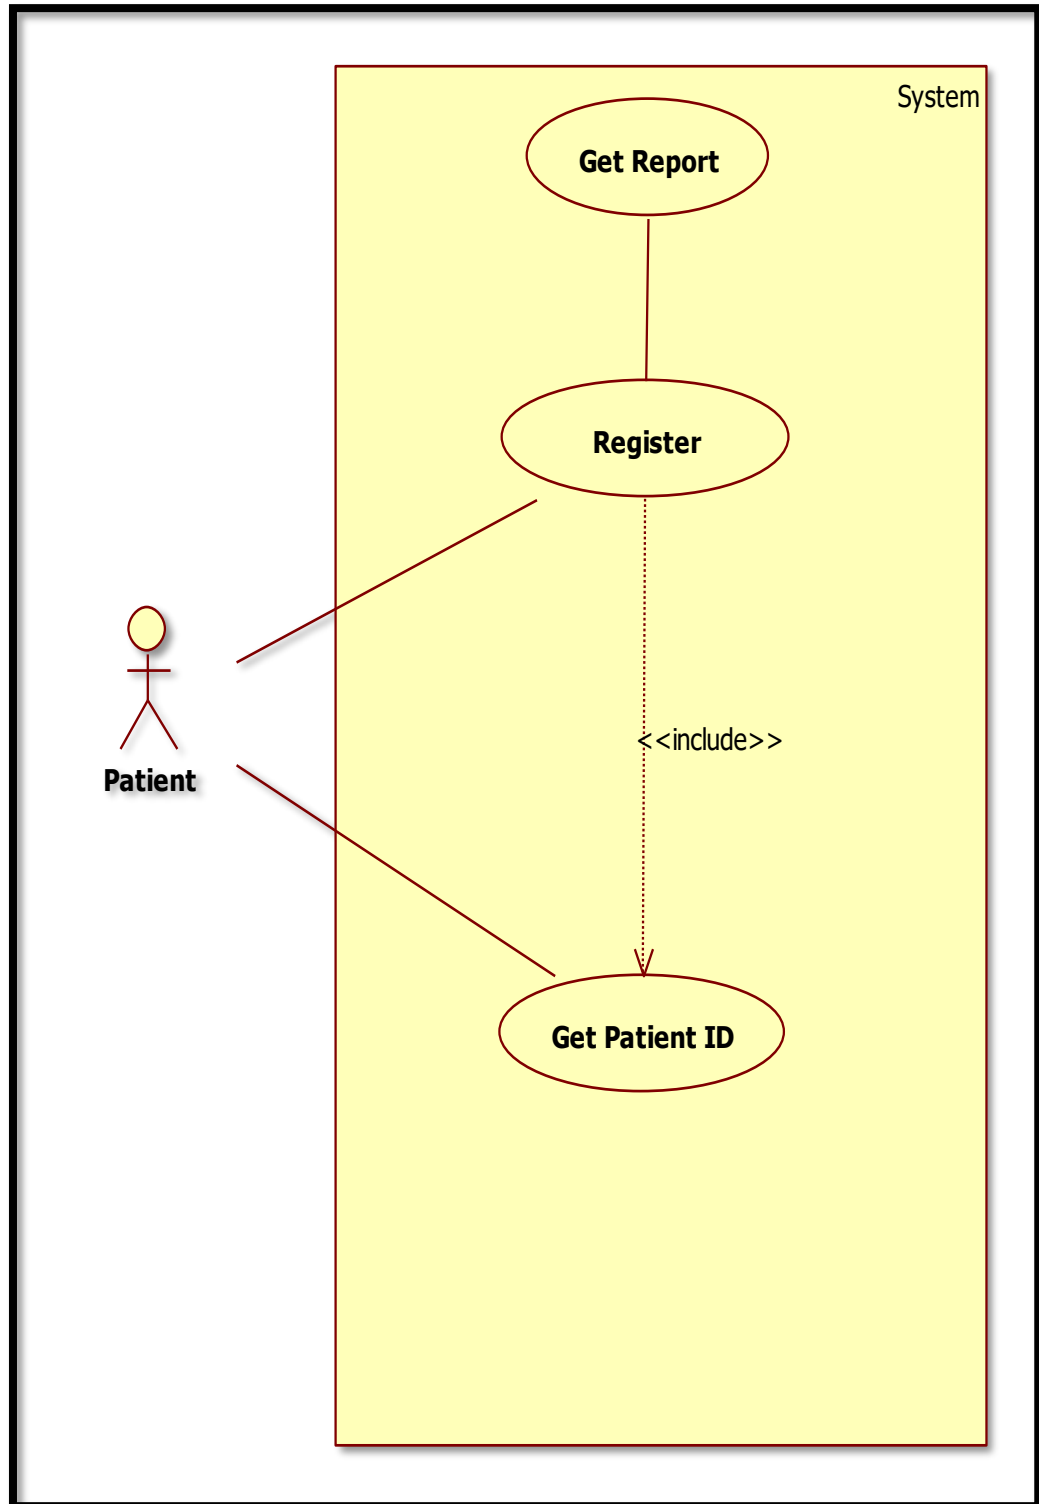 System
Get Report
Register
<<include>>
Patient
Get Patient ID